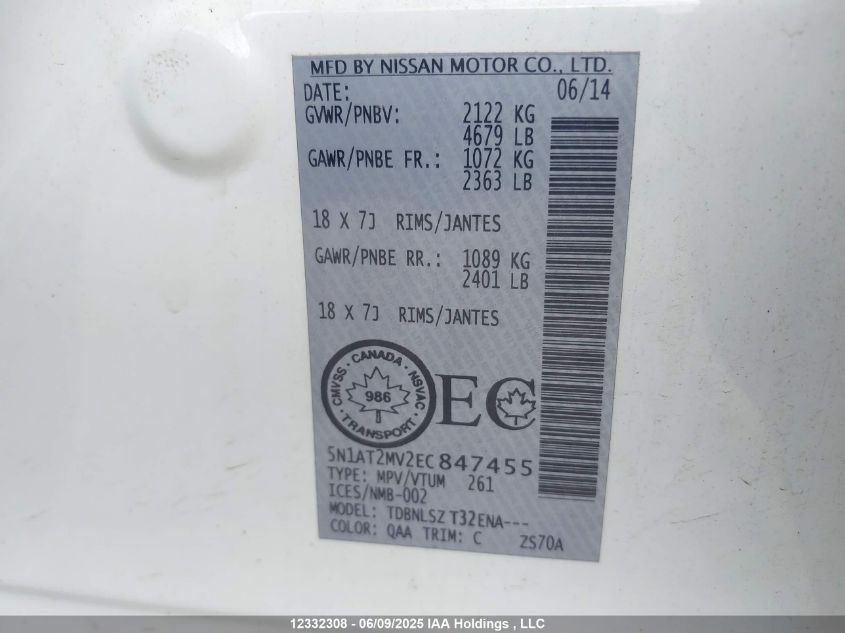 MFD BY NISSAN MOTOR CO., LTD.
DATE: 06/14
GVWR/PNBV: 2122 KG
4679 LB
GAWR/PNBE FR.: 1072 KG
2363 LB
18 X 7J RIMS/JANTES
GAWR/PNBE RR.: 1089 KG
2401 LB
18 X 7J RIMS/JANTES
CMVSS · CANADA · NSVAC · TRANSPORT ·
986
EC
5N1AT2MV2EC847455
TYPE: MPV/VTUM 261
ICES/NMB-002
MODEL: TDBNLSZ T32ENA---
COLOR: QAA TRIM: C ZS70A
12332308 - 06/09/2025 IAA Holdings , LLC